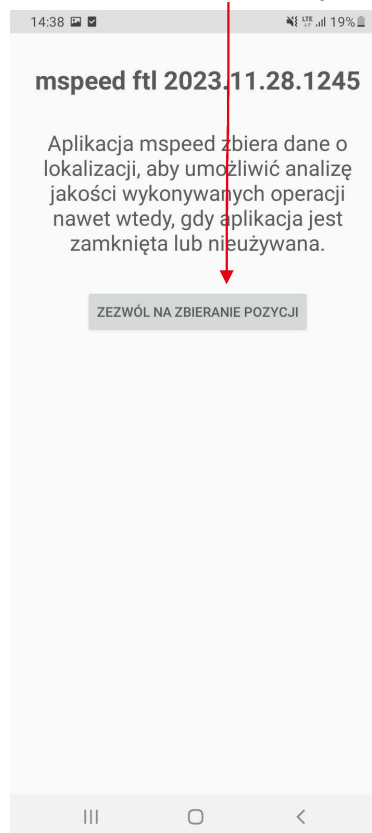 14:38 LTE 19%
mspeed ftl 2023.11.28.1245
Aplikacja mspeed zbiera dane o
lokalizacji, aby umożliwić analizę
jakości wykonywanych operacji
nawet wtedy, gdy aplikacja jest
zamknięta lub nieużywana.
ZEZWÓL NA ZBIERANIE POZYCJI